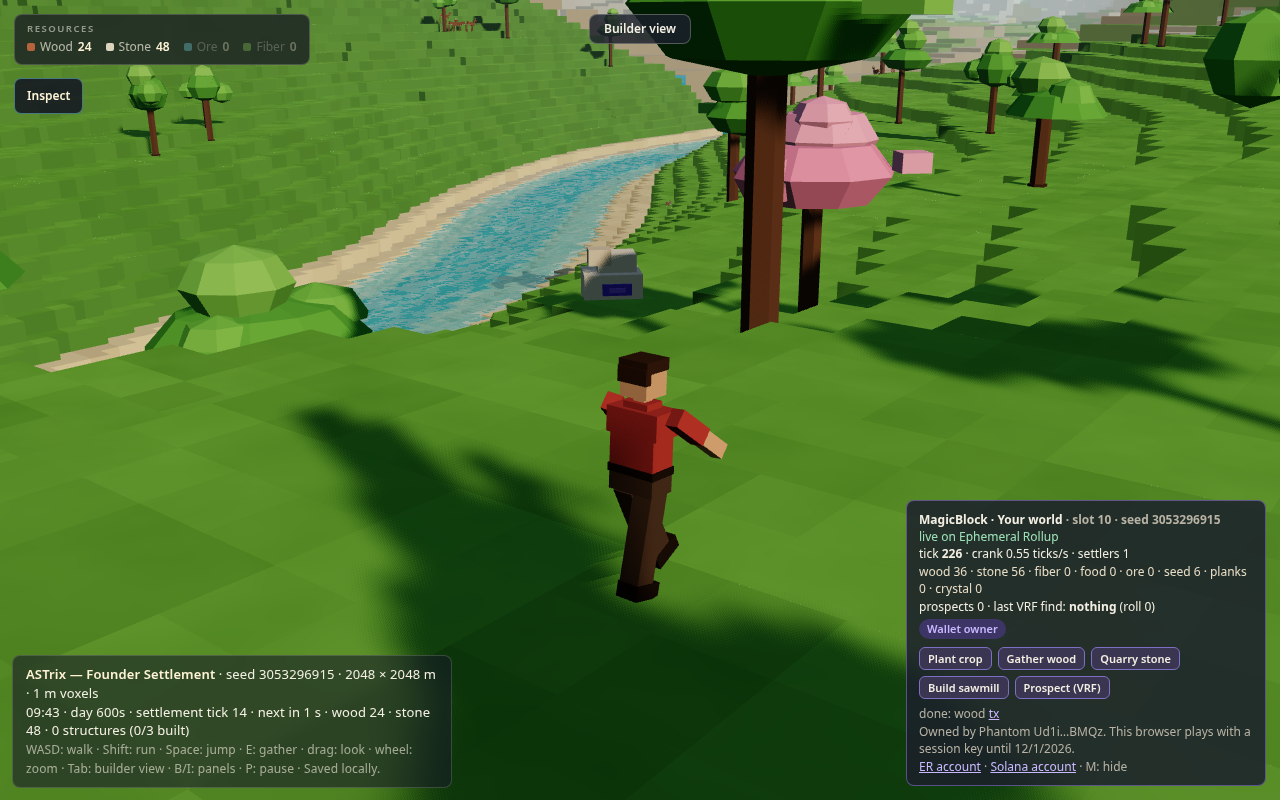 RESOURCES
Wood 24 Stone 48 Ore 0 Fiber 0
Builder view
Inspect
MagicBlock · Your world · slot 10 · seed 3053296915
live on Ephemeral Rollup
tick 226 · crank 0.55 ticks/s · settlers 1
wood 36 · stone 56 · fiber 0 · food 0 · ore 0 · seed 6 · planks
0 · crystal 0
prospects 0 · last VRF find: nothing (roll 0)
Wallet owner
Plant crop Gather wood Quarry stone
Build sawmill Prospect (VRF)
done: wood tx
Owned by Phantom Ud1i…BMQz. This browser plays with a
session key until 12/1/2026.
ER account · Solana account · M: hide
ASTrix — Founder Settlement · seed 3053296915 · 2048 × 2048 m
· 1 m voxels
09:43 · day 600s · settlement tick 14 · next in 1 s · wood 24 · stone
48 · 0 structures (0/3 built)
WASD: walk · Shift: run · Space: jump · E: gather · drag: look · wheel:
zoom · Tab: builder view · B/I: panels · P: pause · Saved locally.